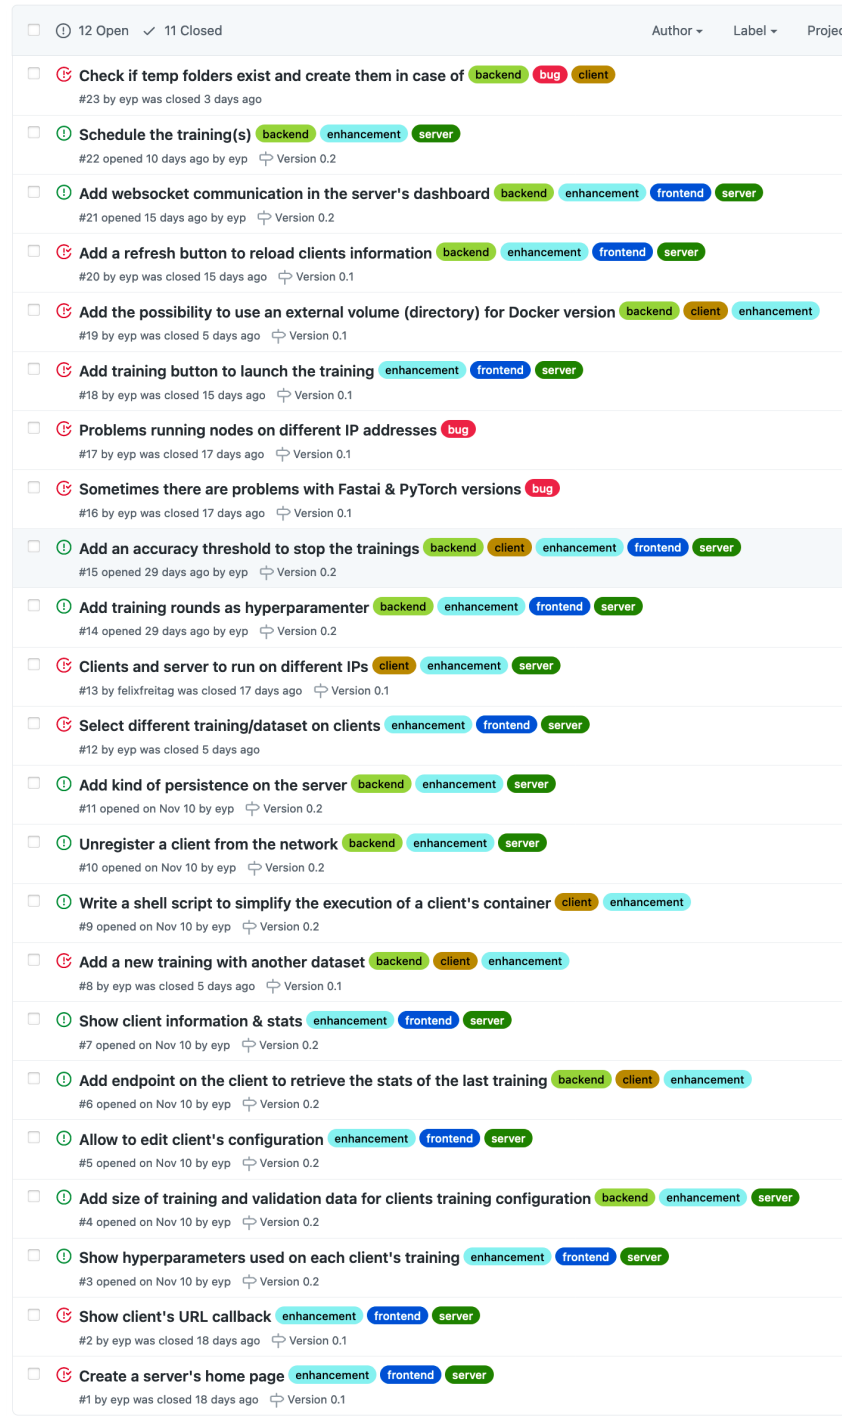 12 Open 11 Closed Author Label Projec
Check if temp folders exist and create them in case of backend bug client
#23 by eyp was closed 3 days ago
Schedule the training(s) backend enhancement server
#22 opened 10 days ago by eyp Version 0.2
Add websocket communication in the server's dashboard backend enhancement frontend server
#21 opened 15 days ago by eyp Version 0.2
Add a refresh button to reload clients information backend enhancement frontend server
#20 by eyp was closed 15 days ago Version 0.1
Add the possibility to use an external volume (directory) for Docker version backend client enhancement
#19 by eyp was closed 5 days ago Version 0.1
Add training button to launch the training enhancement frontend server
#18 by eyp was closed 15 days ago Version 0.1
Problems running nodes on different IP addresses bug
#17 by eyp was closed 17 days ago Version 0.1
Sometimes there are problems with Fastai & PyTorch versions bug
#16 by eyp was closed 17 days ago Version 0.1
Add an accuracy threshold to stop the trainings backend client enhancement frontend server
#15 opened 29 days ago by eyp Version 0.2
Add training rounds as hyperparamenter backend enhancement frontend server
#14 opened 29 days ago by eyp Version 0.2
Clients and server to run on different IPs client enhancement server
#13 by felixfreitag was closed 17 days ago Version 0.1
Select different training/dataset on clients enhancement frontend server
#12 by eyp was closed 5 days ago
Add kind of persistence on the server backend enhancement server
#11 opened on Nov 10 by eyp Version 0.2
Unregister a client from the network backend enhancement server
#10 opened on Nov 10 by eyp Version 0.2
Write a shell script to simplify the execution of a client's container client enhancement
#9 opened on Nov 10 by eyp Version 0.2
Add a new training with another dataset backend client enhancement
#8 by eyp was closed 5 days ago Version 0.1
Show client information & stats enhancement frontend server
#7 opened on Nov 10 by eyp Version 0.2
Add endpoint on the client to retrieve the stats of the last training backend client enhancement
#6 opened on Nov 10 by eyp Version 0.2
Allow to edit client's configuration enhancement frontend server
#5 opened on Nov 10 by eyp Version 0.2
Add size of training and validation data for clients training configuration backend enhancement server
#4 opened on Nov 10 by eyp Version 0.2
Show hyperparameters used on each client's training enhancement frontend server
#3 opened on Nov 10 by eyp Version 0.2
Show client's URL callback enhancement frontend server
#2 by eyp was closed 18 days ago Version 0.1
Create a server's home page enhancement frontend server
#1 by eyp was closed 18 days ago Version 0.1